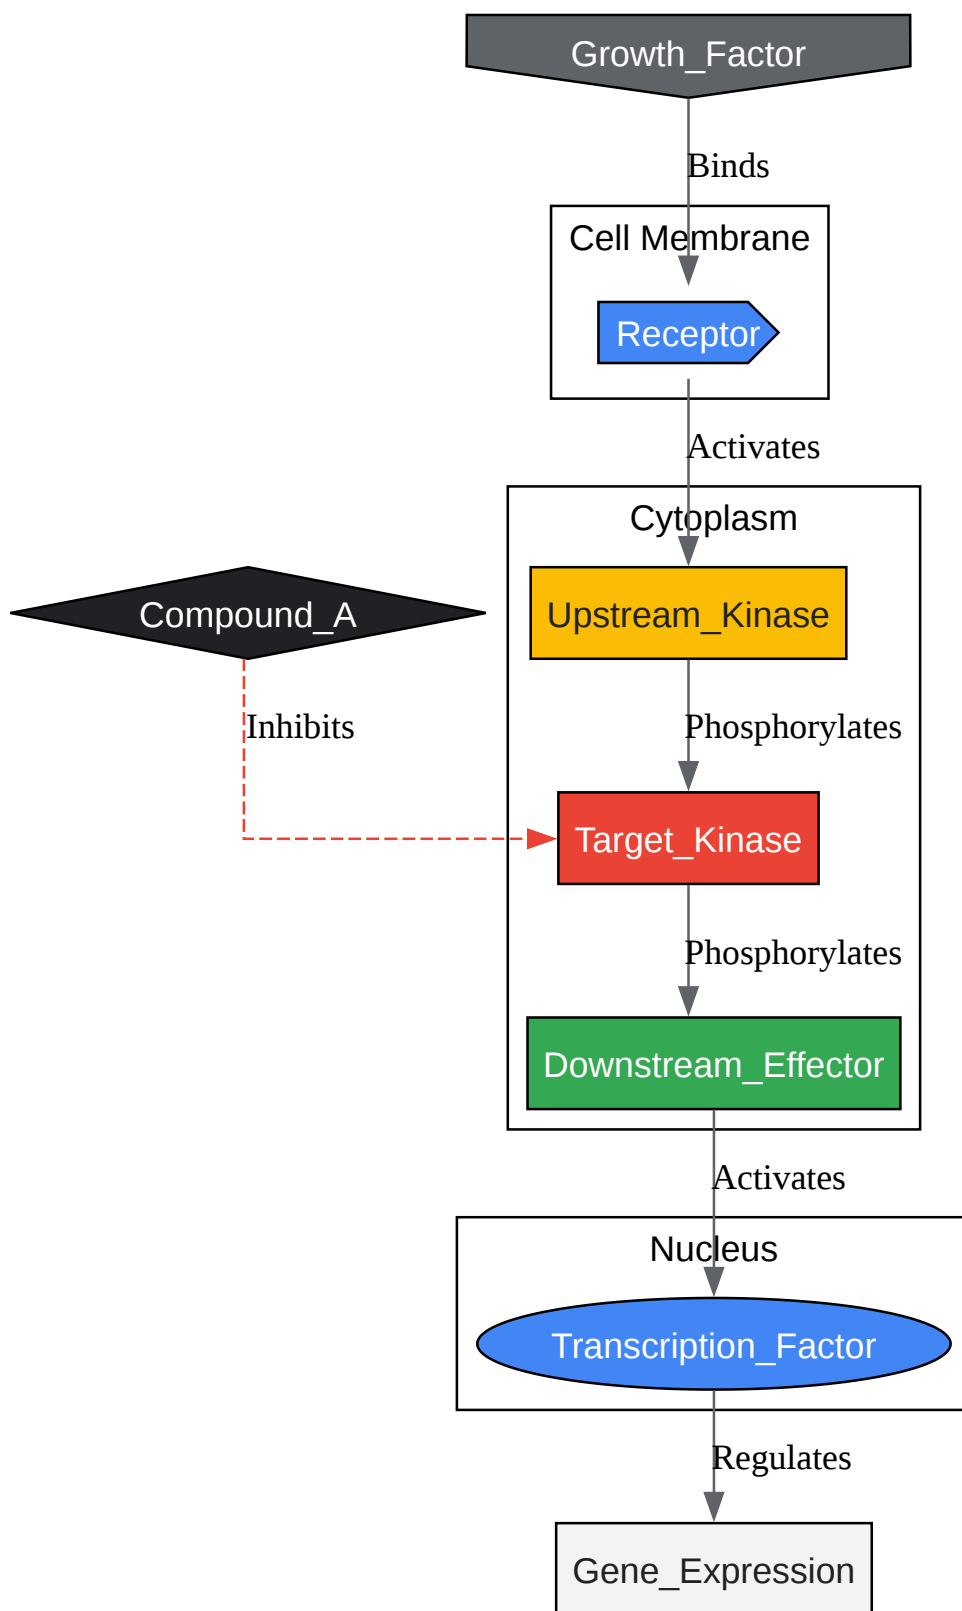 Growth_Factor
Binds
Cell Membrane
Receptor
Activates
Cytoplasm
Compound_A
Upstream_Kinase
Inhibits
Phosphorylates
Target_Kinase
Phosphorylates
Downstream_Effector
Activates
Nucleus
Transcription_Factor
Regulates
Gene_Expression